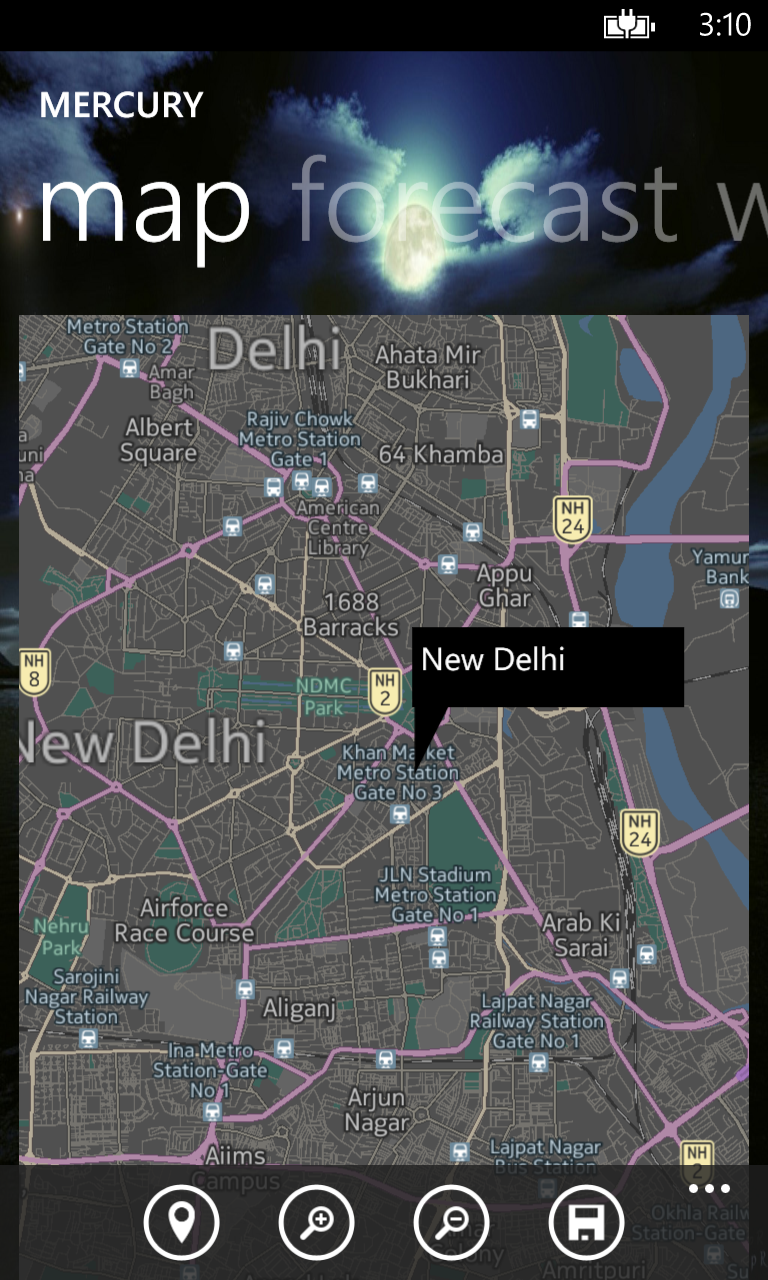 3:10
MERCURY
map forecast w
Metro Station
Gate No 2
Delhi
Ahata Mir
Bukhari
Amar
Bagh
Albert
Square
Rajiv Chowk
Metro Station
Gate 1
64 Khamba
American
Centre
Library
NH
24
Appu
Ghar
Yamun
Bank
1688
Barracks
New Delhi
NH
8
NDMC
Park
NH
2
New Delhi
Khan Market
Metro Station
Gate No 3
NH
24
JLN Stadium
Metro Station
Gate No 1
Airforce
Race Course
Arab Ki
Sarai
Nehru
Park
Sarojini
Nagar Railway
Station
Aliganj
Lajpat Nagar
Railway Station
Gate No 1
Ina Metro
Station-Gate
No 1
Arjun
Nagar
Aiims
Campus
Lajpat Nagar
Bus Station
NH
2
Okhla Railw
Station-Gate
Colony
Amritpuri